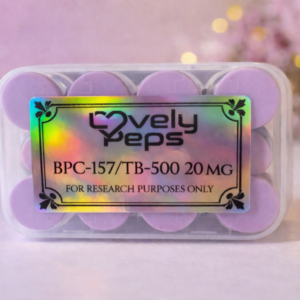 Lovely
Peps
BPC-157/TB-500 20 MG
FOR RESEARCH PURPOSES ONLY